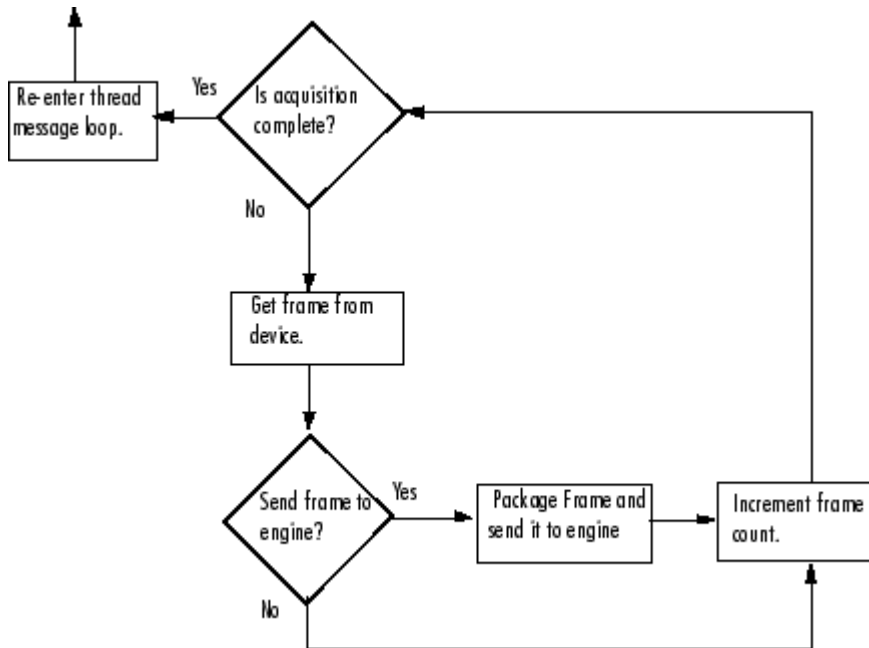 Yes
Is acquisition
complete?
Re-enter thread
message loop.
No
Get frame from
device.
Send frame to
engine?
Yes
Package Frame and
send it to engine
Increment frame
count.
No